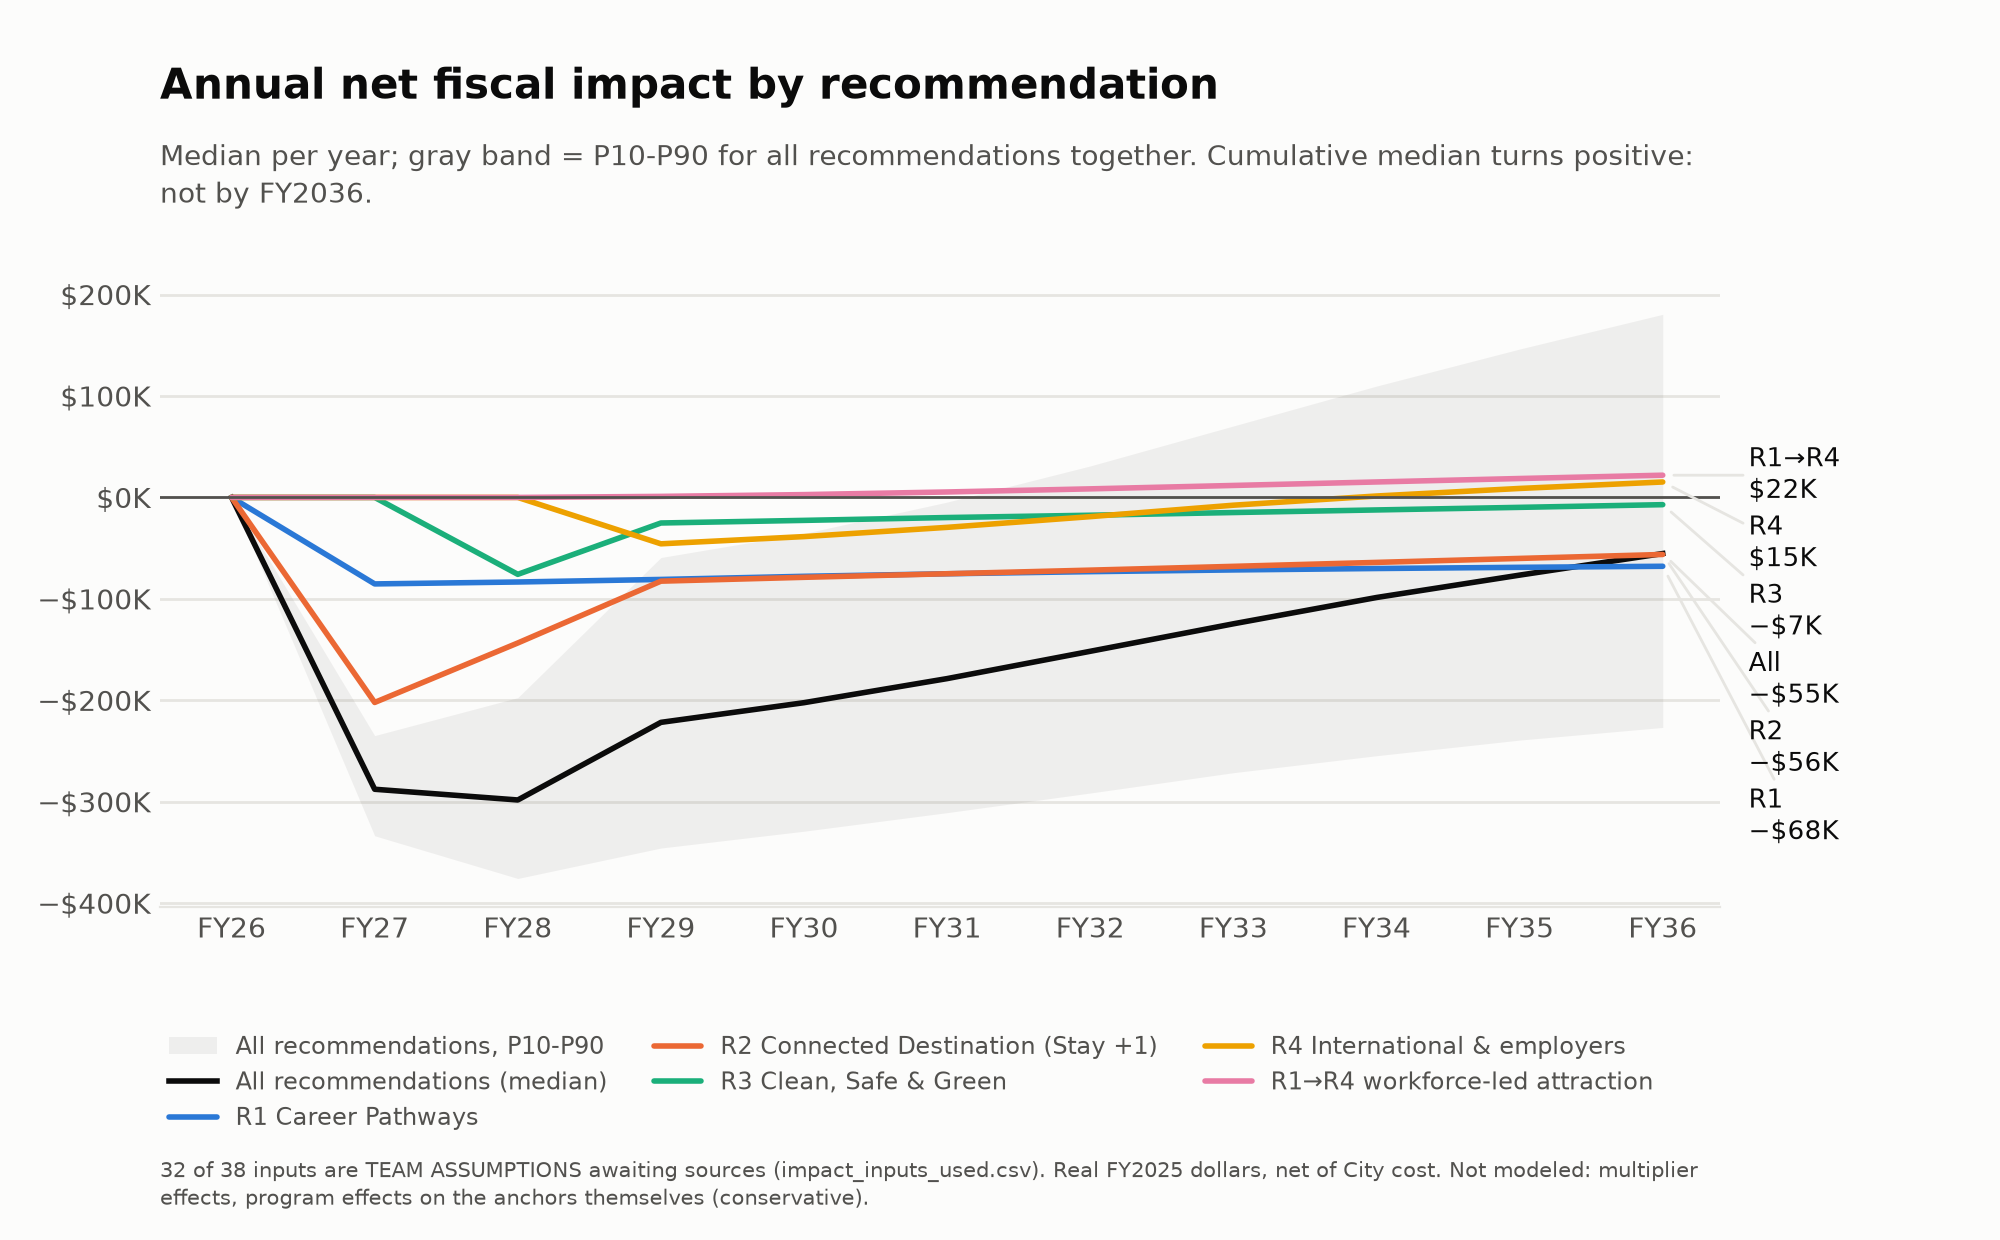 Annual net fiscal impact by recommendation
Median per year; gray band = P10-P90 for all recommendations together. Cumulative median turns positive:
not by FY2036.
$200K
$100K
$0K
−$100K
−$200K
−$300K
−$400K
FY26 FY27 FY28 FY29 FY30 FY31 FY32 FY33 FY34 FY35 FY36
R1→R4
$22K
R4
$15K
R3
−$7K
All
−$55K
R2
−$56K
R1
−$68K
All recommendations, P10-P90
All recommendations (median)
R1 Career Pathways
R2 Connected Destination (Stay +1)
R3 Clean, Safe & Green
R4 International & employers
R1→R4 workforce-led attraction
32 of 38 inputs are TEAM ASSUMPTIONS awaiting sources (impact_inputs_used.csv). Real FY2025 dollars, net of City cost. Not modeled: multiplier
effects, program effects on the anchors themselves (conservative).